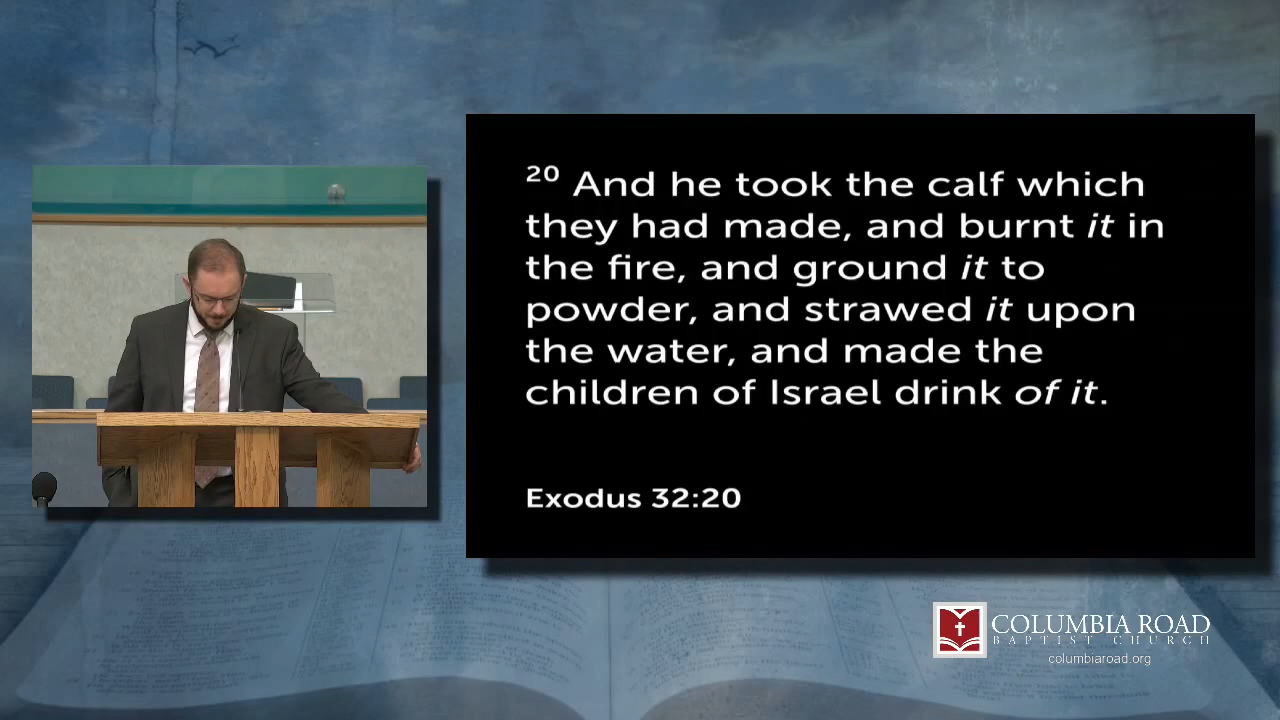 20 And he took the calf which
they had made, and burnt it in
the fire, and ground it to
powder, and strawed it upon
the water, and made the
children of Israel drink of it.
Exodus 32:20
COLUMBIA ROAD
BAPTIST CHURCH
columbiaroad.org